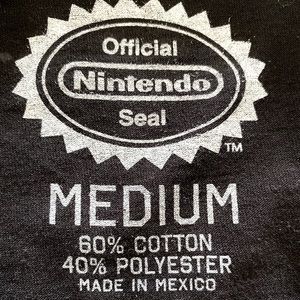 Official
Nintendo
Seal
TM
MEDIUM
60% COTTON
40% POLYESTER
MADE IN MEXICO